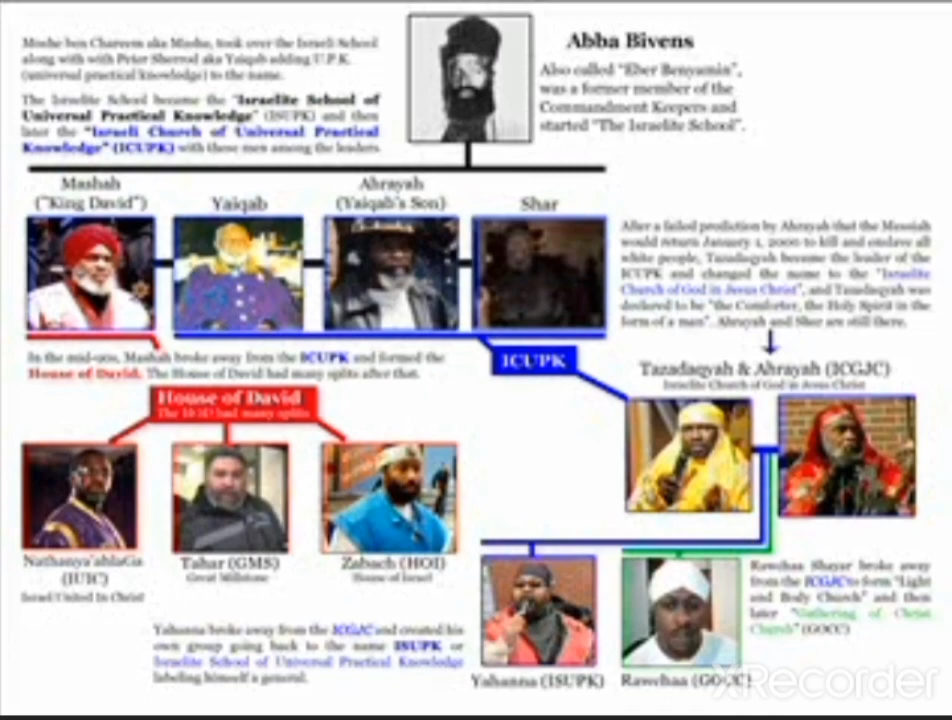 Abba Bivens
Also called "Eber Benyamin",
was a former member of the
Commandment Keepers and
started "The Israelite School".
Moshe ben Chareem aka Masha, took over the Israeli School
along with with Peter Sherrod aka Yaiqab adding U.P.K.
(universal practical knowledge) to the name.
The Israelite School became the "Israelite School of
Universal Practical Knowledge" (ISUPK) and then
later the "Israeli Church of Universal Practical
Knowledge" (ICUPK) with these men among the leaders.
Mashah
("King David")
Yaiqab
Ahrayah
(Yaiqab's Son)
Shar
After a failed prediction by Ahrayah that the Messiah
would return January 1, 2000 to kill and enslave all
white people, Tazadaqyah became the leader of the
ICUPK and changed the name to the "Israelite
Church of God in Jesus Christ", and Tazadaqyah was
declared to be "the Comforter, the Holy Spirit in the
form of a man". Ahrayah and Shar are still there.
In the mid-90s, Mashah broke away from the ICUPK and formed the
House of David. The House of David had many splits after that.
ICUPK
Tazadaqyah & Ahrayah (ICGJC)
Israelite Church of God in Jesus Christ
House of David
The HOD had many splits
Nathanya'ahlaGa
(IUIC)
Israel United In Christ
Tahar (GMS)
Great Millstone
Zabach (HOI)
House of Israel
Rawchaa Shayar broke away
from the ICGJC to form "Light
and Body Church" and then
later "Gathering of Christ
Church" (GOCC)
Yahanna broke away from the ICGJC and created his
own group going back to the name ISUPK or
Israelite School of Universal Practical Knowledge
labeling himself a general.
Yahanna (ISUPK)
Rawchaa (GOCC)
XRecorder